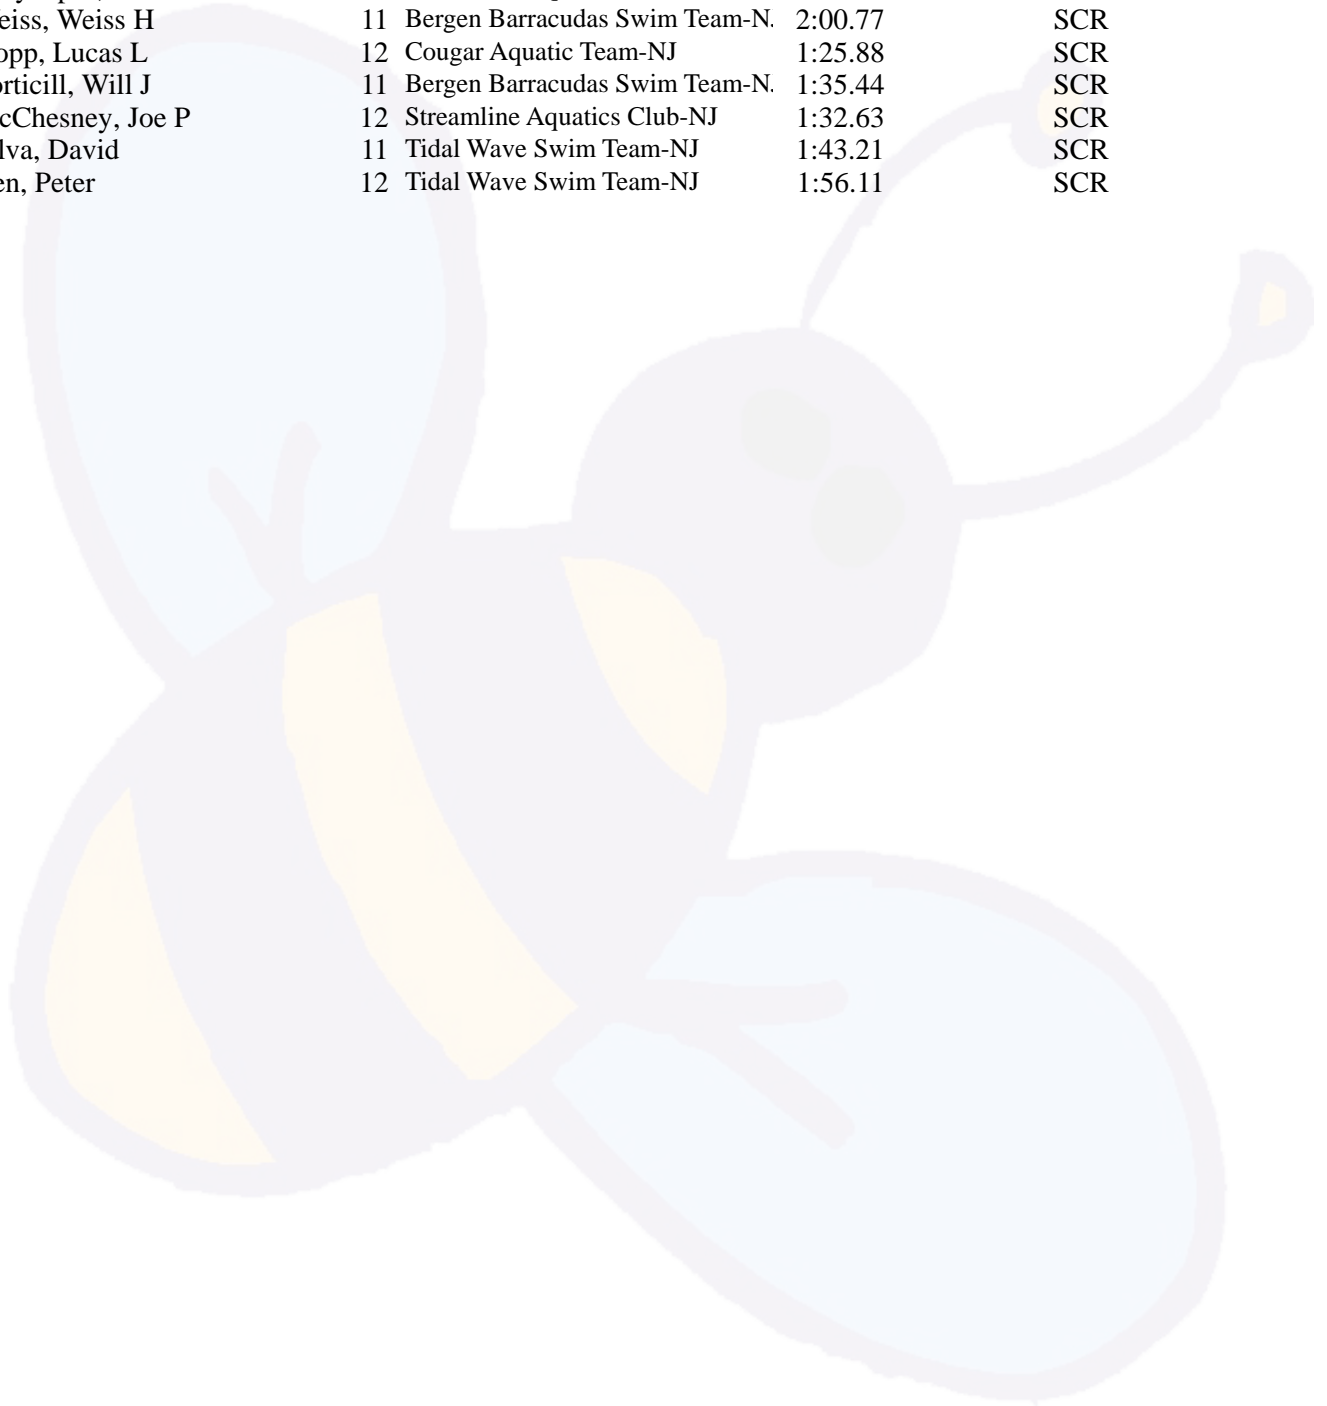 eiss, Weiss H 11 Bergen Barracudas Swim Team-N. 2:00.77 SCR
opp, Lucas L 12 Cougar Aquatic Team-NJ 1:25.88 SCR
orticill, Will J 11 Bergen Barracudas Swim Team-N. 1:35.44 SCR
cChesney, Joe P 12 Streamline Aquatics Club-NJ 1:32.63 SCR
lva, David 11 Tidal Wave Swim Team-NJ 1:43.21 SCR
en, Peter 12 Tidal Wave Swim Team-NJ 1:56.11 SCR